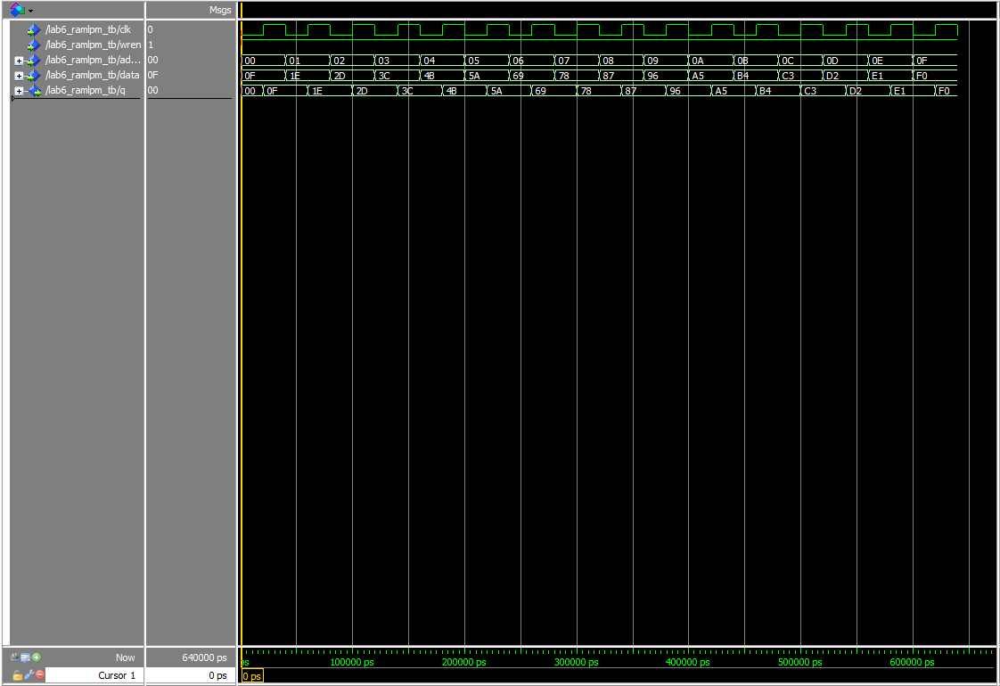 Msgs
/lab6_ramlpm_tb/clk 0
/lab6_ramlpm_tb/wren 1
/lab6_ramlpm_tb/ad... 00 00 01 02 03 04 05 06 07 08 09 0A 0B 0C 0D 0E 0F
/lab6_ramlpm_tb/data 0F 0F 1E 2D 3C 4B 5A 69 78 87 96 A5 B4 C3 D2 E1 F0
/lab6_ramlpm_tb/q 00 00 0F 1E 2D 3C 4B 5A 69 78 87 96 A5 B4 C3 D2 E1 F0
Now 640000 ps ps 100000 ps 200000 ps 300000 ps 400000 ps 500000 ps 600000 ps
Cursor 1 0 ps 0 ps